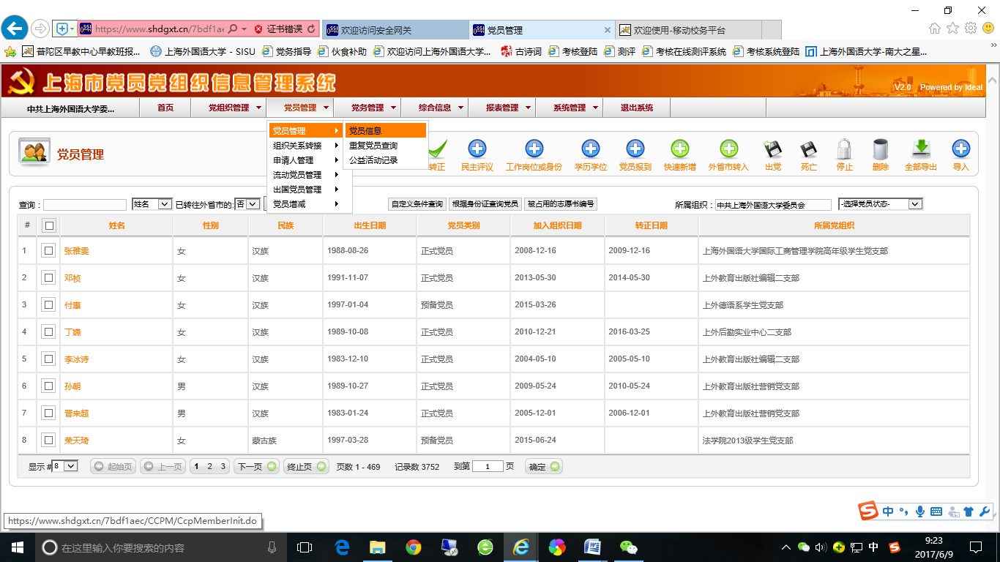 https://www.shdgxt.cn/7bdf1ae 证书错误 欢迎访问安全网关 党员管理 欢迎使用-移动校务平台
普陀区早教中心早教班报... 上海外国语大学 - SISU 党务指导 伙食补助 欢迎访问上海外国语大学... 古诗词 考核登陆 测评 考核在线测评系统 考核系统登陆 上海外国语大学-南大之星...
上海市党员党组织信息管理系统
V2.0 Powered by Ideal
中共上海外国语大学委... 首页 党组织管理 党员管理 党务管理 综合信息 报表管理 系统管理 退出系统
党员管理 党员信息
组织关系转接 重复党员查询
申请人管理 公益活动记录
流动党员管理
出国党员管理
党员增减
党员管理
转正 民主评议 工作岗位或身份 学历学位 党员报到 快速新增 外省市转入 出党 死亡 停止 删除 全部导出 导入
查询: 姓名 已转往外省市的: 否 自定义条件查询 根据身份证查询党员 被占用的志愿书编号 所属组织: 中共上海外国语大学委员会 -选择党员状态-
# 姓名 性别 民族 出生日期 党员类别 加入组织日期 转正日期 所属党组织
1 张雅雯 女 汉族 1988-08-26 正式党员 2008-12-16 2009-12-16 上海外国语大学国际工商管理学院高年级学生党支部
2 邓桢 女 汉族 1991-11-07 正式党员 2013-05-30 2014-05-30 上外教育出版社编辑二支部
3 付惠 女 汉族 1997-01-04 预备党员 2015-03-26 上外德语系学生党支部
4 丁嫣 女 汉族 1989-10-08 正式党员 2010-12-21 2016-03-25 上外后勤实业中心二支部
5 李冰诗 女 汉族 1983-12-10 正式党员 2004-05-10 2005-05-10 上外教育出版社编辑二支部
6 孙朝 男 汉族 1989-10-27 正式党员 2009-05-24 2010-05-24 上外教育出版社营销党支部
7 晋来超 男 汉族 1983-01-24 正式党员 2005-12-01 2006-12-01 上外教育出版社营销党支部
8 荣天琦 女 蒙古族 1997-03-28 预备党员 2015-06-24 法学院2013级学生党支部
显示 # 8 起始页 上一页 1 2 3 下一页 终止页 页数 1 - 469 记录数 3752 到第 1 页 确定
中
https://www.shdgxt.cn/7bdf1aec/CCPM/CcpMemberInit.do
在这里输入你要搜索的内容 中 9:23
2017/6/9